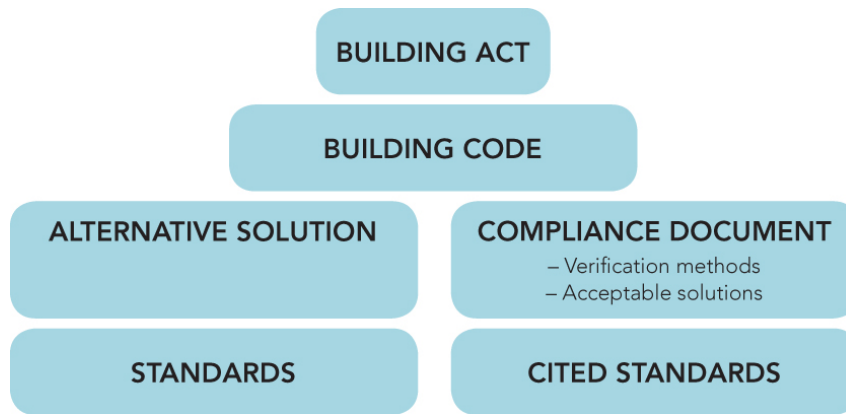 BUILDING ACT
BUILDING CODE
ALTERNATIVE SOLUTION
COMPLIANCE DOCUMENT
– Verification methods
– Acceptable solutions
STANDARDS
CITED STANDARDS